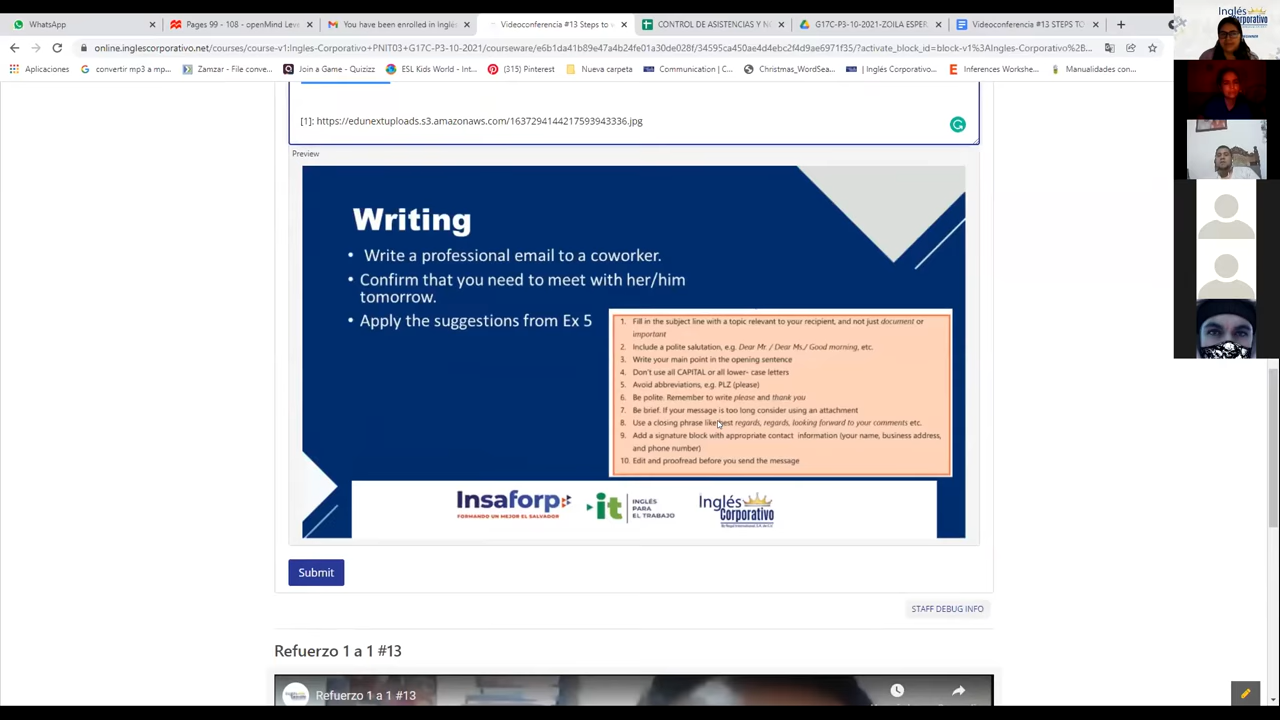 WhatsApp
Pages 99 - 108 - openMind Leve
You have been enrolled in Inglés
Videoconferencia #13 Steps to w
CONTROL DE ASISTENCIAS Y N
G17C-P3-10-2021-ZOILA ESPER
Videoconferencia #13 STEPS TO
online.inglescorporativo.net/courses/course-v1:Ingles-Corporativo+PNIT03+G17C-P3-10-2021/courseware/e6b1da41b89e47a4b24fe01a30de028f/34595ca450ae4d4ebc2f4d9ae6971f35/?activate_block_id=block-v1%3AIngles-Corporativo%2B...
Aplicaciones
convertir mp3 a mp...
Zamzar - File conve...
Join a Game - Quizizz
ESL Kids World - Int...
(315) Pinterest
Nueva carpeta
Communication | C...
Christmas_WordSea...
| Inglés Corporativo...
Inferences Workshe...
Manualidades con...
[1]: https://edunextuploads.s3.amazonaws.com/1637294144217593943336.jpg
Preview
Writing
• Write a professional email to a coworker.
• Confirm that you need to meet with her/him
tomorrow.
• Apply the suggestions from Ex 5
1. Fill in the subject line with a topic relevant to your recipient, and not just document or
important
2. Include a polite salutation, e.g. Dear Mr. / Dear Ms./ Good morning, etc.
3. Write your main point in the opening sentence
4. Don't use all CAPITAL or all lower- case letters
5. Avoid abbreviations, e.g. PLZ (please)
6. Be polite. Remember to write please and thank you
7. Be brief. If your message is too long consider using an attachment
8. Use a closing phrase like best regards, regards, looking forward to your comments etc.
9. Add a signature block with appropriate contact information (your name, business address,
and phone number)
10. Edit and proofread before you send the message
Insaforp
FORMANDO UN MEJOR EL SALVADOR
it
INGLÉS
PARA
EL TRABAJO
Inglés
Corporativo
Submit
STAFF DEBUG INFO
Refuerzo 1 a 1 #13
Refuerzo 1 a 1 #13
Inglés
Corporativo